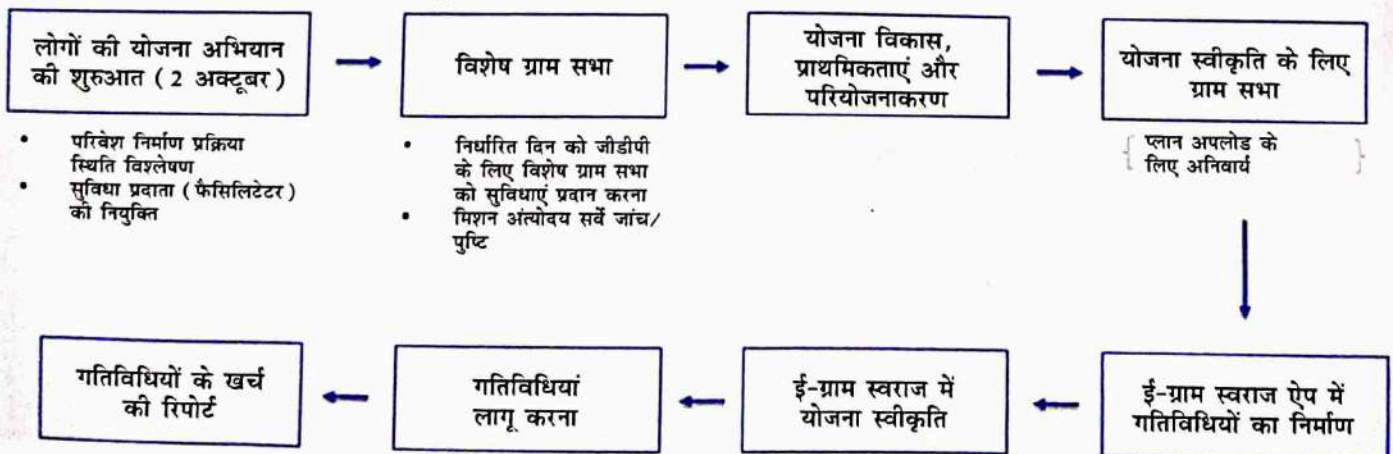 लोगों की योजना अभियान
की शुरुआत ( 2 अक्टूबर )
• परिवेश निर्माण प्रक्रिया
स्थिति विश्लेषण
• सुविधा प्रदाता ( फैसिलिटेटर )
की नियुक्ति
विशेष ग्राम सभा
• निर्धारित दिन को जीडीपी
के लिए विशेष ग्राम सभा
को सुविधाएं प्रदान करना
• मिशन अंत्योदय सर्वे जांच/
पुष्टि
योजना विकास,
प्राथमिकताएं और
परियोजनाकरण
योजना स्वीकृति के लिए
ग्राम सभा
{ प्लान अपलोड के }
लिए अनिवार्य
ई-ग्राम स्वराज ऐप में
गतिविधियों का निर्माण
ई-ग्राम स्वराज में
योजना स्वीकृति
गतिविधियां
लागू करना
गतिविधियों के खर्च
की रिपोर्ट